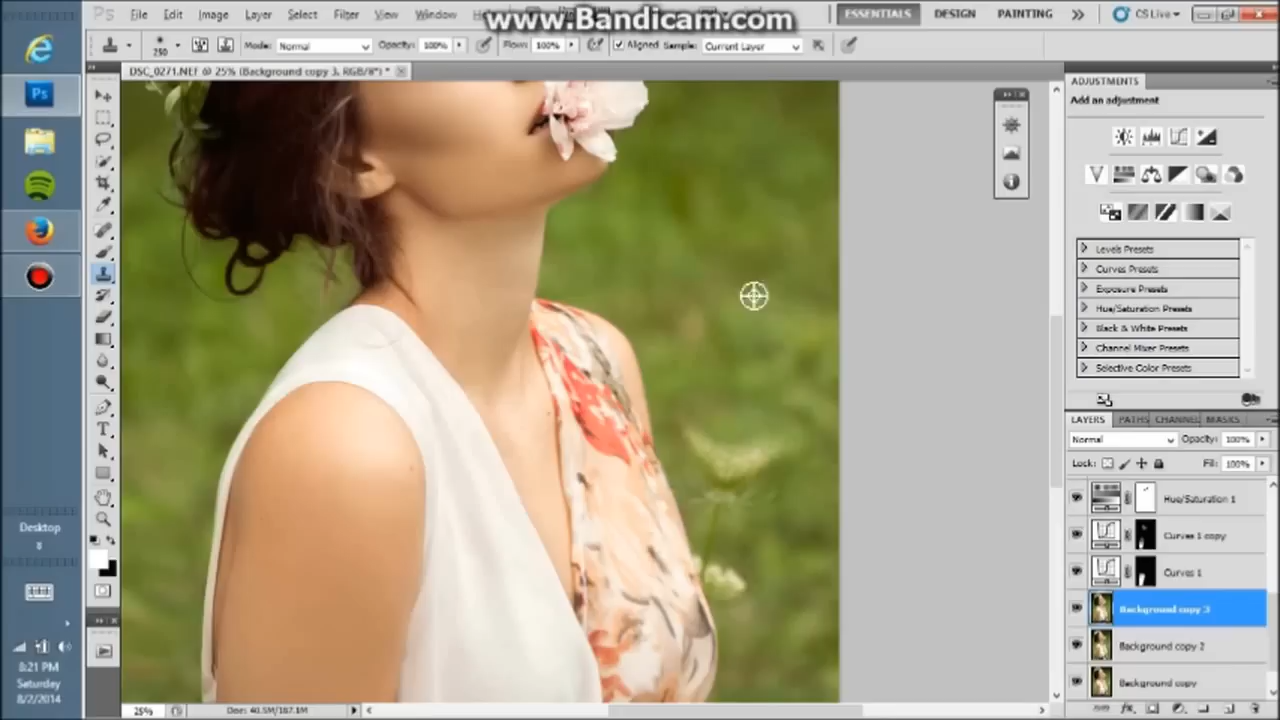 www.Bandicam.com
Ps File Edit Image Layer Select Filter View Window ESSENTIALS DESIGN PAINTING CS Live
250 Mode: Normal Opacity: 100% Flow: 100% Aligned Sample: Current Layer
DSC_0271.NEF @ 25% (Background copy 3, RGB/8*) *
ADJUSTMENTS
Add an adjustment
Levels Presets
Curves Presets
Exposure Presets
Hue/Saturation Presets
Black & White Presets
Channel Mixer Presets
Selective Color Presets
LAYERS PATHS CHANNEL MASKS
Normal Opacity: 100%
Lock: Fill: 100%
Hue/Saturation 1
Curves 1 copy
Curves 1
Background copy 3
Background copy 2
Background copy
Ps
Desktop
8:21 PM
Saturday
8/2/2014
25% Doc: 40.5M/187.1M